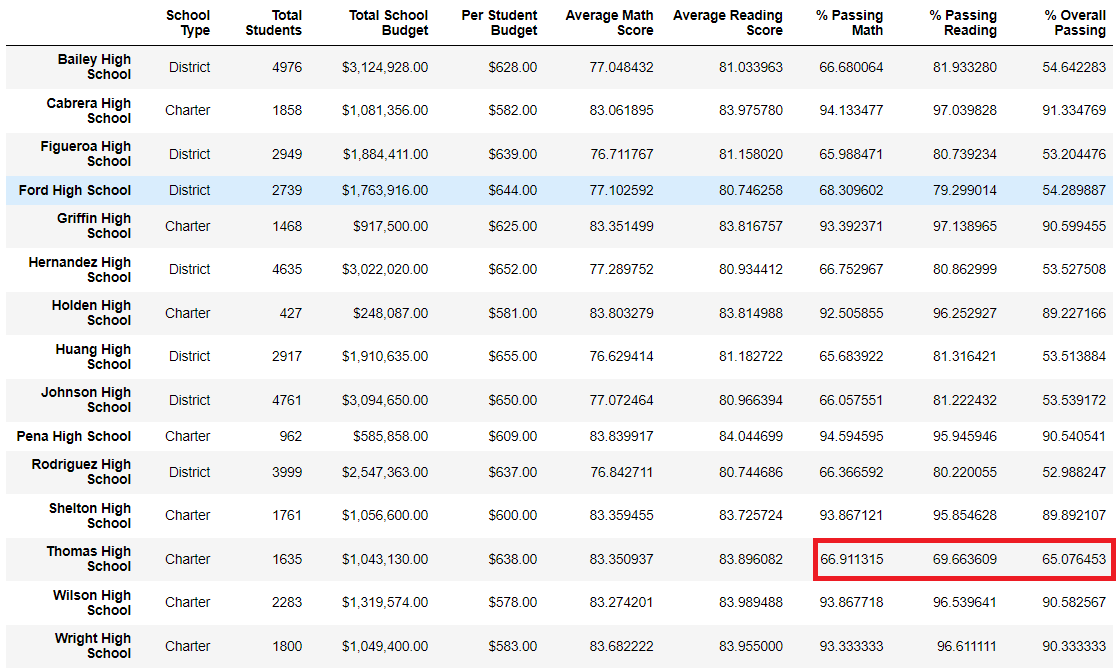 School Type Total Students Total School Budget Per Student Budget Average Math Score Average Reading Score % Passing Math % Passing Reading % Overall Passing
Bailey High School District 4976 $3,124,928.00 $628.00 77.048432 81.033963 66.680064 81.933280 54.642283
Cabrera High School Charter 1858 $1,081,356.00 $582.00 83.061895 83.975780 94.133477 97.039828 91.334769
Figueroa High School District 2949 $1,884,411.00 $639.00 76.711767 81.158020 65.988471 80.739234 53.204476
Ford High School District 2739 $1,763,916.00 $644.00 77.102592 80.746258 68.309602 79.299014 54.289887
Griffin High School Charter 1468 $917,500.00 $625.00 83.351499 83.816757 93.392371 97.138965 90.599455
Hernandez High School District 4635 $3,022,020.00 $652.00 77.289752 80.934412 66.752967 80.862999 53.527508
Holden High School Charter 427 $248,087.00 $581.00 83.803279 83.814988 92.505855 96.252927 89.227166
Huang High School District 2917 $1,910,635.00 $655.00 76.629414 81.182722 65.683922 81.316421 53.513884
Johnson High School District 4761 $3,094,650.00 $650.00 77.072464 80.966394 66.057551 81.222432 53.539172
Pena High School Charter 962 $585,858.00 $609.00 83.839917 84.044699 94.594595 95.945946 90.540541
Rodriguez High School District 3999 $2,547,363.00 $637.00 76.842711 80.744686 66.366592 80.220055 52.988247
Shelton High School Charter 1761 $1,056,600.00 $600.00 83.359455 83.725724 93.867121 95.854628 89.892107
Thomas High School Charter 1635 $1,043,130.00 $638.00 83.350937 83.896082 66.911315 69.663609 65.076453
Wilson High School Charter 2283 $1,319,574.00 $578.00 83.274201 83.989488 93.867718 96.539641 90.582567
Wright High School Charter 1800 $1,049,400.00 $583.00 83.682222 83.955000 93.333333 96.611111 90.333333